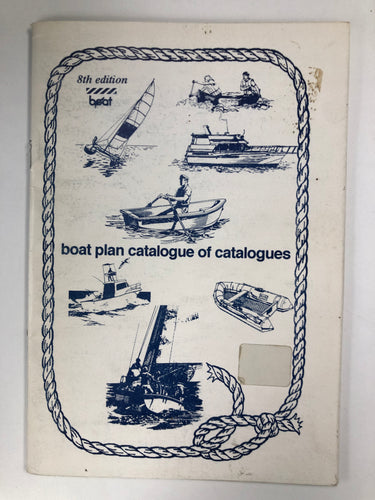 8th edition
boat
boat plan catalogue of catalogues